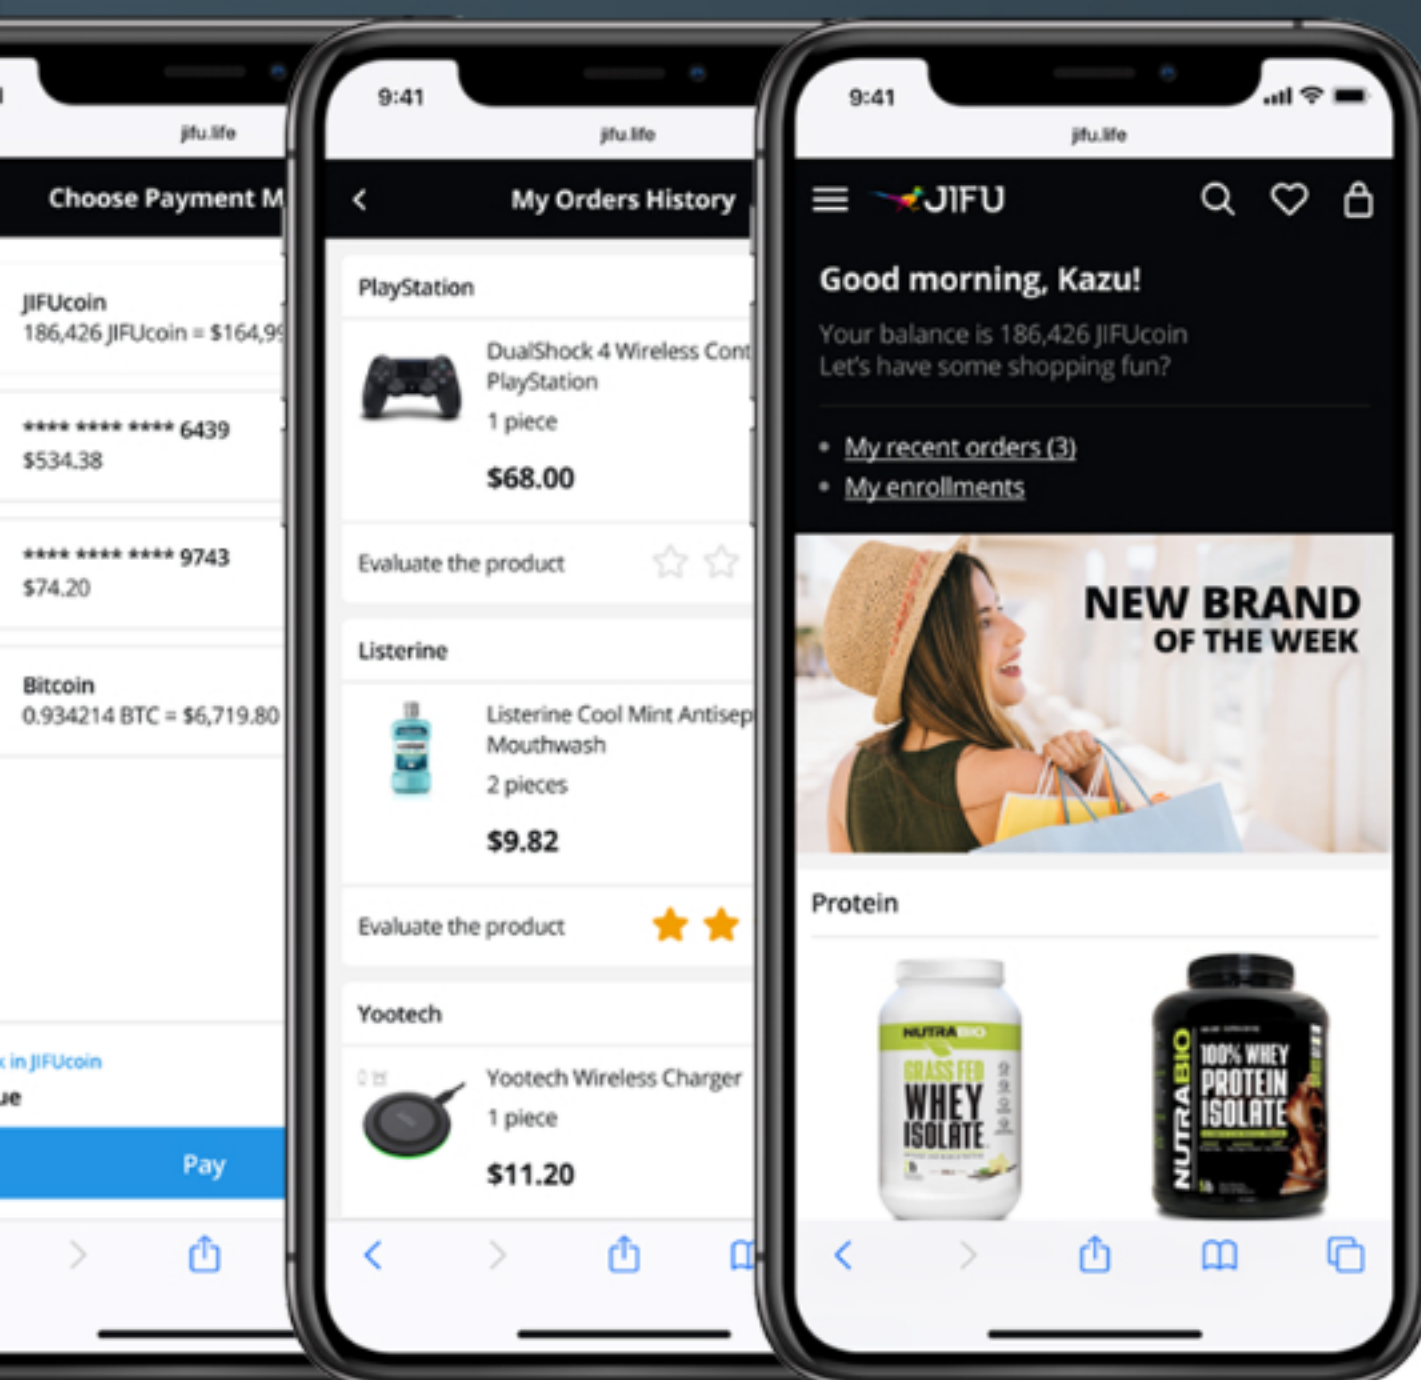 jifu.life
Choose Payment M
JIFUcoin
186,426 JIFUcoin = $164,99
**** **** **** 6439
$534.38
**** **** **** 9743
$74.20
Bitcoin
0.934214 BTC = $6,719.80
in JIFUcoin
ue
Pay
9:41
jifu.life
My Orders History
PlayStation
DualShock 4 Wireless Cont
PlayStation
1 piece
$68.00
Evaluate the product
Listerine
Listerine Cool Mint Antisep
Mouthwash
2 pieces
$9.82
Evaluate the product
Yootech
Yootech Wireless Charger
1 piece
$11.20
9:41
jifu.life
JIFU
Good morning, Kazu!
Your balance is 186,426 JIFUcoin
Let's have some shopping fun?
My recent orders (3)
My enrollments
NEW BRAND
OF THE WEEK
Protein
NUTRABIO
GRASS FED
WHEY
ISOLATE
NUTRABIO
100% WHEY
PROTEIN
ISOLATE